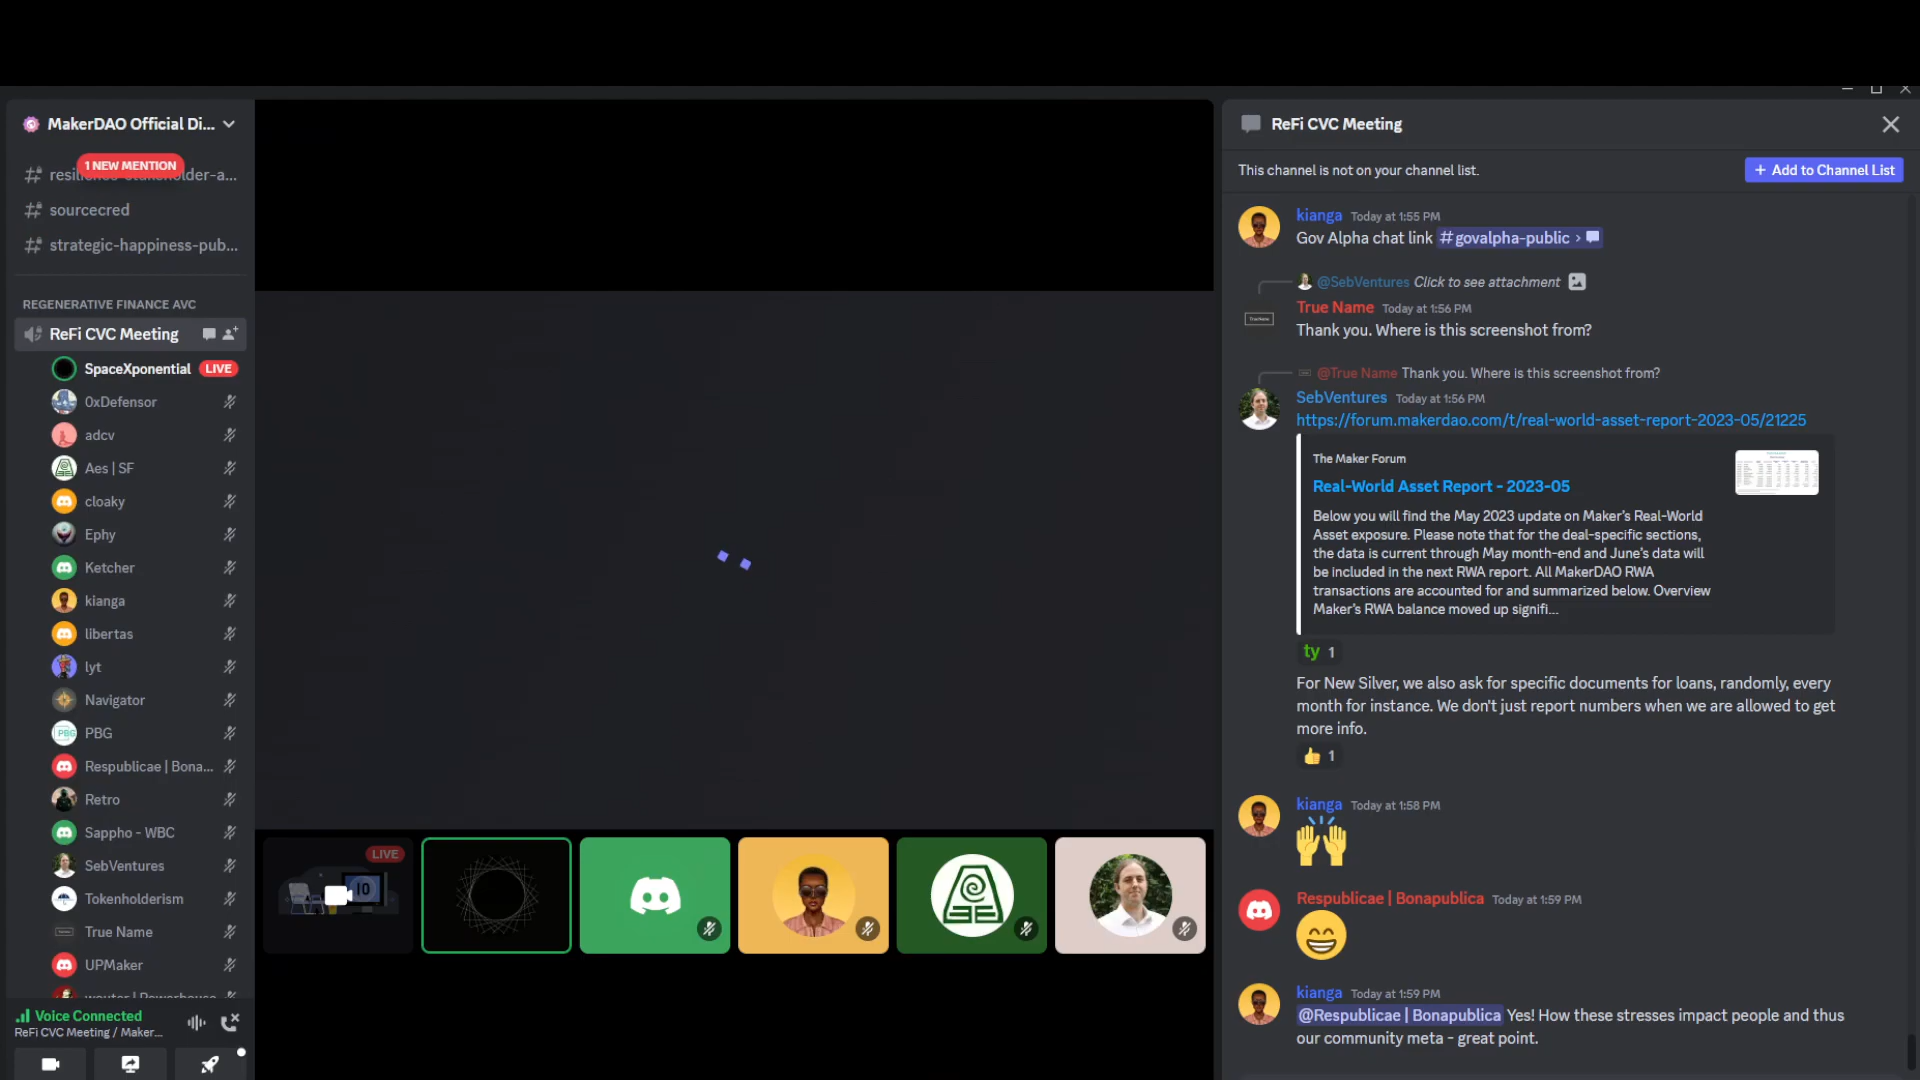 MakerDAO Official Di...
1 NEW MENTION
sourcecred
strategic-happiness-pub...
REGENERATIVE FINANCE AVC
ReFi CVC Meeting
SpaceXponential LIVE
0xDefensor
adcv
Aes | SF
cloaky
Ephy
Ketcher
kianga
libertas
lyt
Navigator
PBG
PBG
Respublicae | Bona...
Retro
Sappho - WBC
SebVentures
Tokenholderism
True Name
UPMaker
Voice Connected
ReFi CVC Meeting / Maker...
LIVE
10
ReFi CVC Meeting
This channel is not on your channel list.
+ Add to Channel List
kianga Today at 1:55 PM
Gov Alpha chat link # govalpha-public ›
@SebVentures Click to see attachment
True Name Today at 1:56 PM
Thank you. Where is this screenshot from?
@True Name Thank you. Where is this screenshot from?
SebVentures Today at 1:56 PM
https://forum.makerdao.com/t/real-world-asset-report-2023-05/21225
The Maker Forum
Real-World Asset Report - 2023-05
Below you will find the May 2023 update on Maker's Real-World
Asset exposure. Please note that for the deal-specific sections,
the data is current through May month-end and June's data will
be included in the next RWA report. All MakerDAO RWA
transactions are accounted for and summarized below. Overview
Maker's RWA balance moved up signifi...
ty 1
For New Silver, we also ask for specific documents for loans, randomly, every
month for instance. We don't just report numbers when we are allowed to get
more info.
👍 1
kianga Today at 1:58 PM
🙌
Respublicae | Bonapublica Today at 1:59 PM
😁
kianga Today at 1:59 PM
@Respublicae | Bonapublica Yes! How these stresses impact people and thus
our community meta - great point.